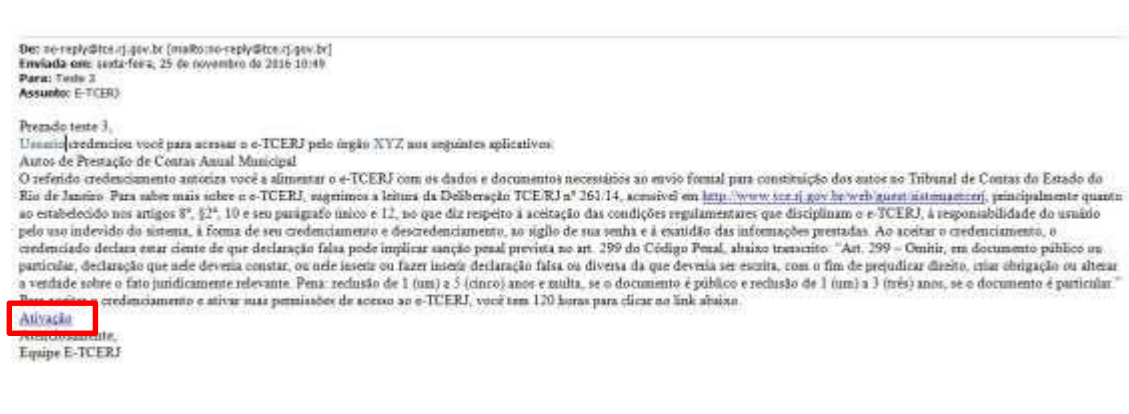 De: no-reply@tce.rj.gov.br [mailto:no-reply@tce.rj.gov.br]
Enviada em: sexta-feira, 25 de novembro de 2016 10:49
Para: Teste 3
Assunto: E-TCERJ
Prezado teste 3,
Usuario credenciou você para acessar o e-TCERJ pelo órgão XYZ nos seguintes aplicativos:
Autos de Prestação de Contas Anual Municipal
O referido credenciamento autoriza você a alimentar o e-TCERJ com os dados e documentos necessários ao envio formal para constituição dos autos no Tribunal de Contas do Estado do
Rio de Janeiro. Para saber mais sobre o e-TCERJ, sugerimos a leitura da Deliberação TCE/RJ nº 261/14, acessível em http://www.tce.rj.gov.br/web/guest/sistemaetcerj, principalmente quanto
ao estabelecido nos artigos 8º, §2º, 10 e seu parágrafo único e 12, no que diz respeito à aceitação das condições regulamentares que disciplinam o e-TCERJ, à responsabilidade do usuário
pelo uso indevido do sistema, à forma de seu credenciamento e descredenciamento, ao sigilo de sua senha e à exatidão das informações prestadas. Ao aceitar o credenciamento, o
credenciado declara estar ciente de que declaração falsa pode implicar sanção penal prevista no art. 299 do Código Penal, abaixo transcrito: "Art. 299 – Omitir, em documento público ou
particular, declaração que nele deveria constar, ou nele inserir ou fazer inserir declaração falsa ou diversa da que deveria ser escrita, com o fim de prejudicar direito, criar obrigação ou alterar
a verdade sobre o fato juridicamente relevante. Pena: reclusão de 1 (um) a 5 (cinco) anos e multa, se o documento é público e reclusão de 1 (um) a 3 (três) anos, se o documento é particular."
Para aceitar o credenciamento e ativar suas permissões de acesso ao e-TCERJ, você tem 120 horas para clicar no link abaixo.
Ativação
Atenciosamente,
Equipe E-TCERJ